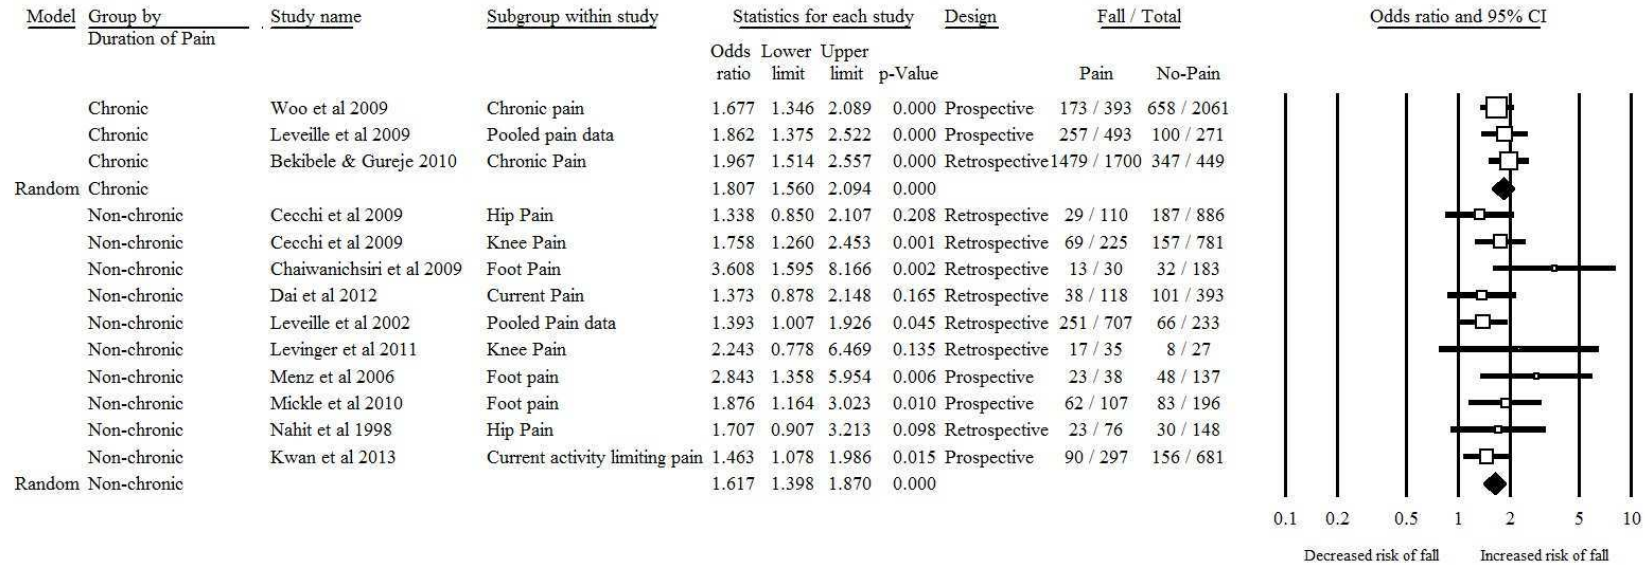 Model Group by Study name Subgroup within study Statistics for each study Design Fall / Total Odds ratio and 95% CI
Duration of Pain
Odds Lower Upper
ratio limit limit p-Value Pain No-Pain
Chronic Woo et al 2009 Chronic pain 1.677 1.346 2.089 0.000 Prospective 173 / 393 658 / 2061
Chronic Leveille et al 2009 Pooled pain data 1.862 1.375 2.522 0.000 Prospective 257 / 493 100 / 271
Chronic Bekibele & Gureje 2010 Chronic Pain 1.967 1.514 2.557 0.000 Retrospective 1479 / 1700 347 / 449
Random Chronic 1.807 1.560 2.094 0.000
Non-chronic Cecchi et al 2009 Hip Pain 1.338 0.850 2.107 0.208 Retrospective 29 / 110 187 / 886
Non-chronic Cecchi et al 2009 Knee Pain 1.758 1.260 2.453 0.001 Retrospective 69 / 225 157 / 781
Non-chronic Chaiwanichsiri et al 2009 Foot Pain 3.608 1.595 8.166 0.002 Retrospective 13 / 30 32 / 183
Non-chronic Dai et al 2012 Current Pain 1.373 0.878 2.148 0.165 Retrospective 38 / 118 101 / 393
Non-chronic Leveille et al 2002 Pooled Pain data 1.393 1.007 1.926 0.045 Retrospective 251 / 707 66 / 233
Non-chronic Levinger et al 2011 Knee Pain 2.243 0.778 6.469 0.135 Retrospective 17 / 35 8 / 27
Non-chronic Menz et al 2006 Foot pain 2.843 1.358 5.954 0.006 Prospective 23 / 38 48 / 137
Non-chronic Mickle et al 2010 Foot pain 1.876 1.164 3.023 0.010 Prospective 62 / 107 83 / 196
Non-chronic Nahit et al 1998 Hip Pain 1.707 0.907 3.213 0.098 Retrospective 23 / 76 30 / 148
Non-chronic Kwan et al 2013 Current activity limiting pain 1.463 1.078 1.986 0.015 Prospective 90 / 297 156 / 681
Random Non-chronic 1.617 1.398 1.870 0.000
0.1 0.2 0.5 1 2 5 10
Decreased risk of fall Increased risk of fall